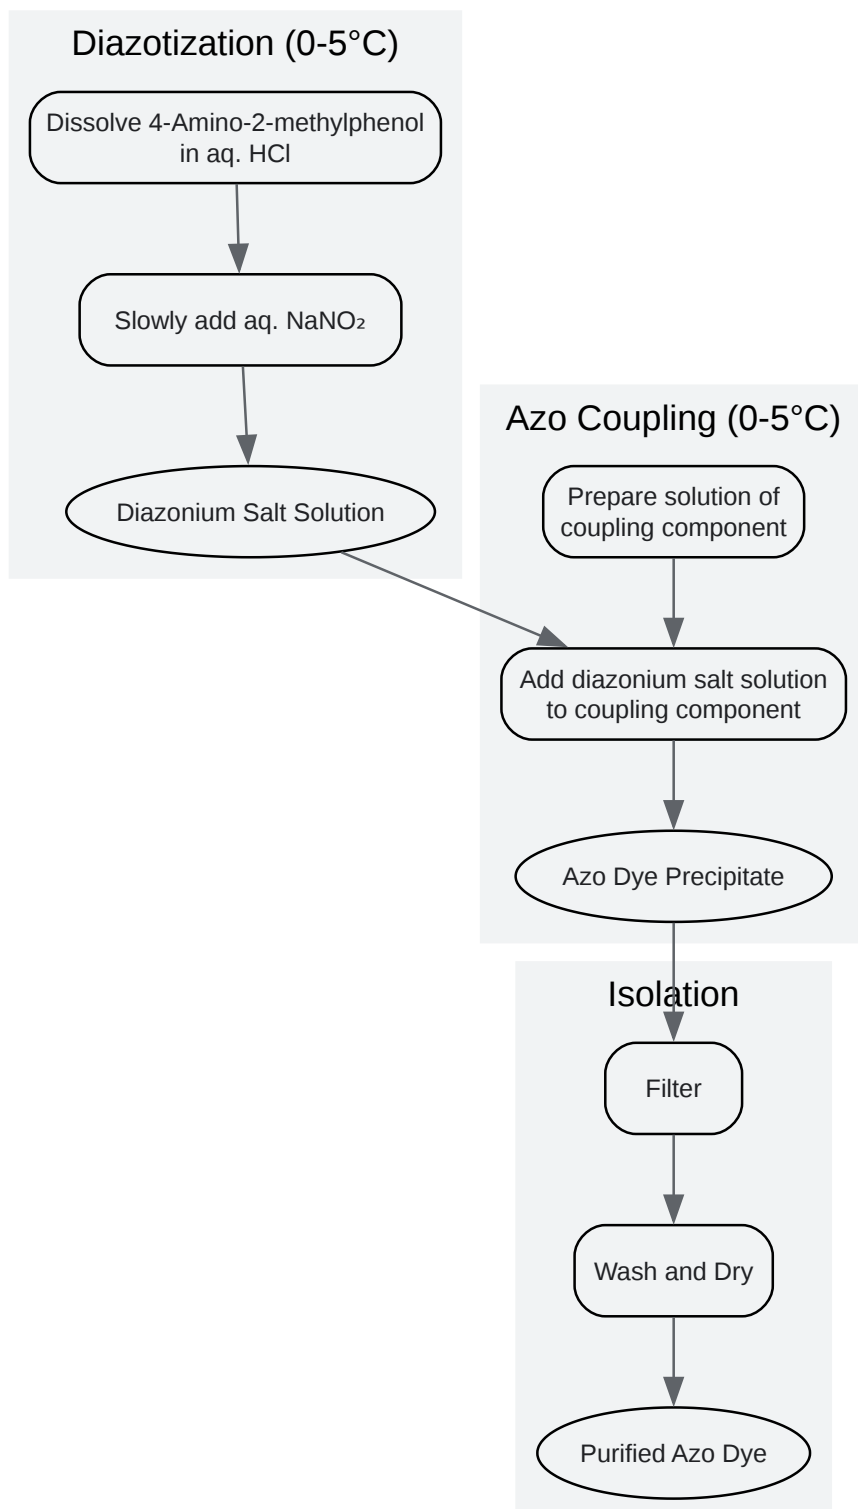 Diazotization (0-5°C)
Dissolve 4-Amino-2-methylphenol
in aq. HCl
Slowly add aq. NaNO₂
Diazonium Salt Solution
Azo Coupling (0-5°C)
Prepare solution of
coupling component
Add diazonium salt solution
to coupling component
Azo Dye Precipitate
Isolation
Filter
Wash and Dry
Purified Azo Dye